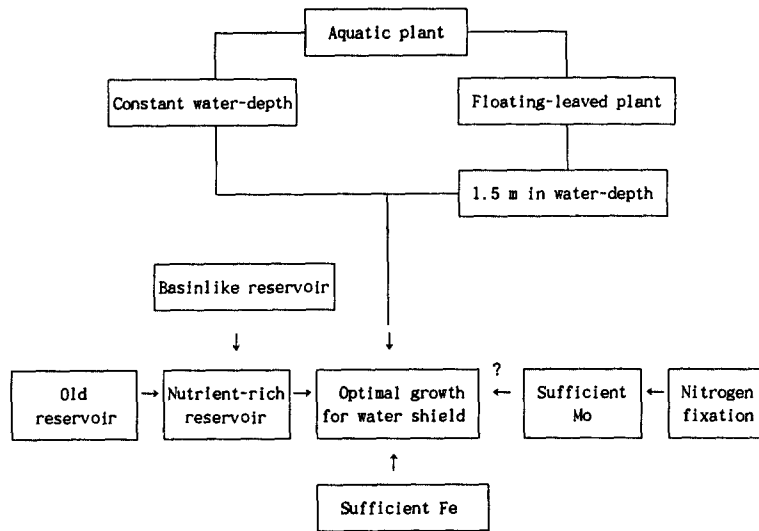 Aquatic plant
Constant water-depth
Floating-leaved plant
1.5 m in water-depth
Basinlike reservoir
Old
reservoir
Nutrient-rich
reservoir
Optimal growth
for water shield
?
Sufficient
Mo
Nitrogen
fixation
Sufficient Fe